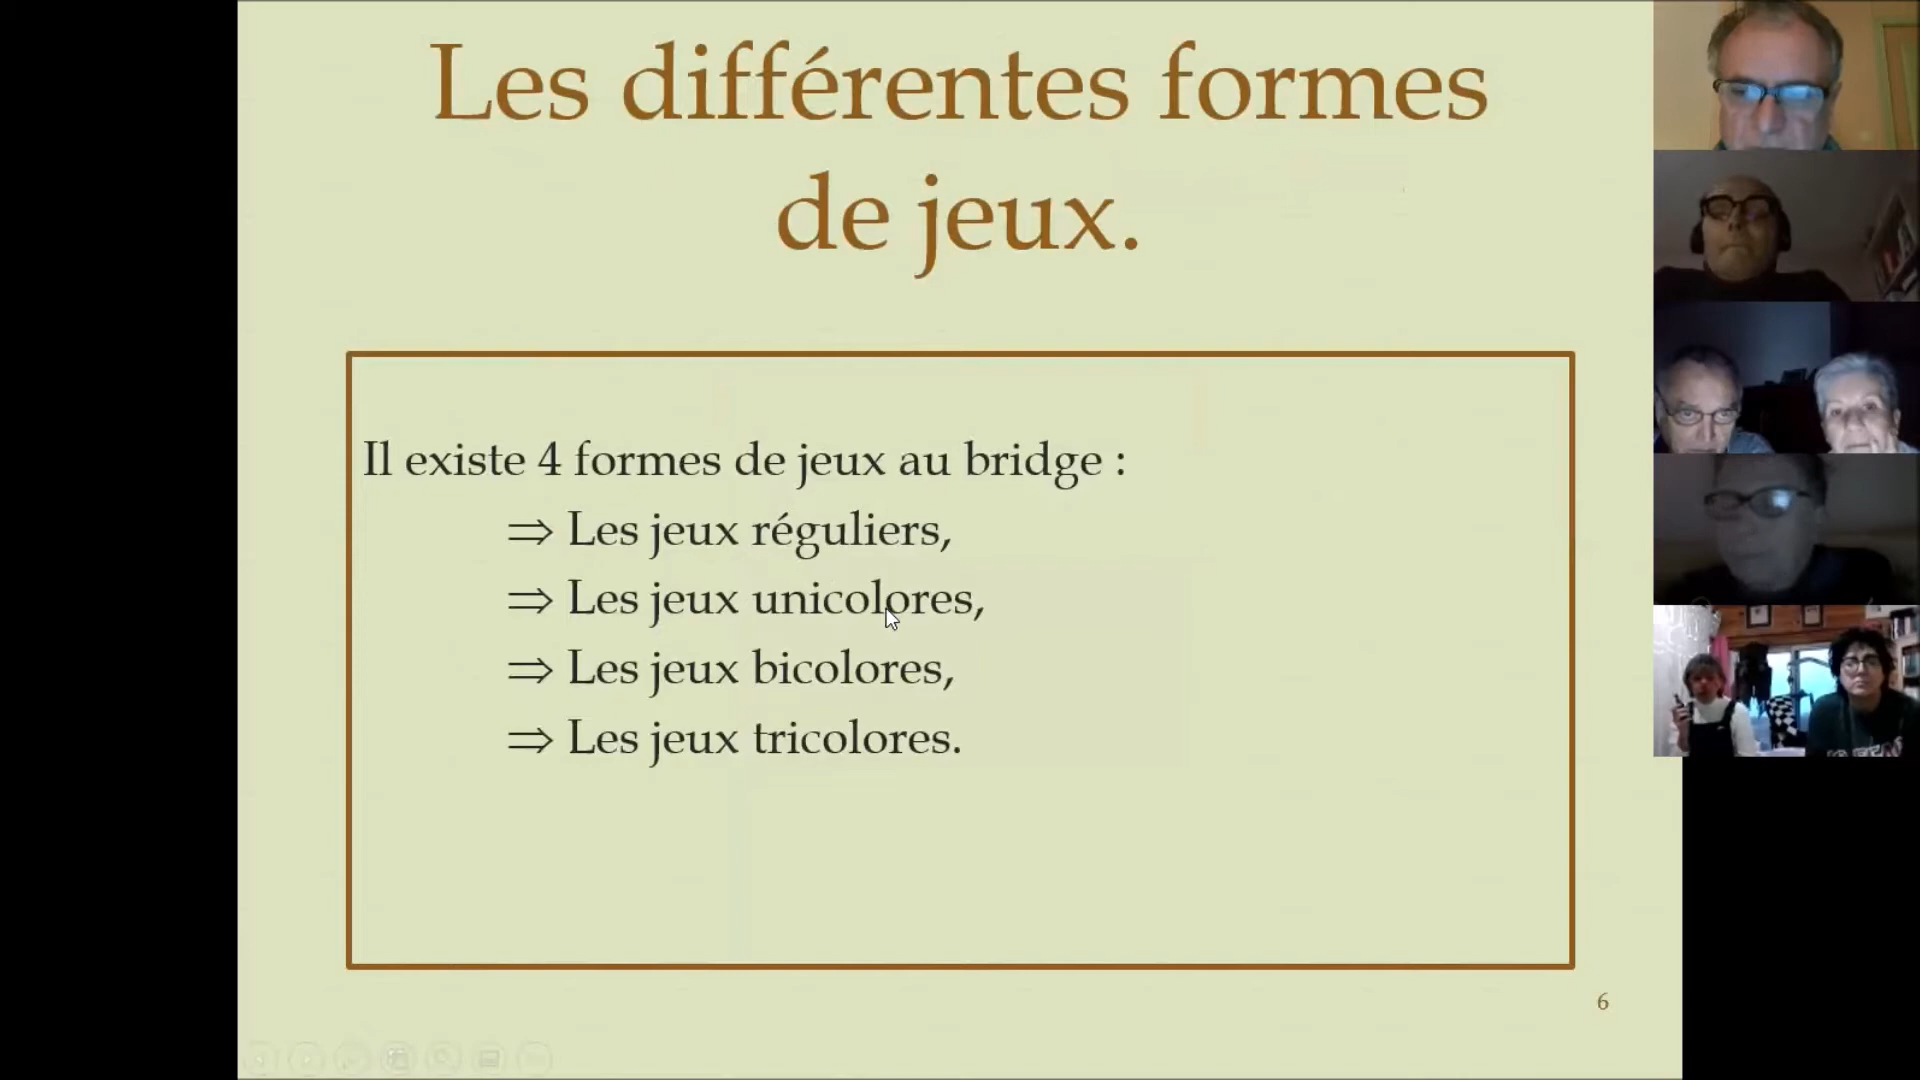 Les différentes formes
de jeux.
Il existe 4 formes de jeux au bridge :
⇒ Les jeux réguliers,
⇒ Les jeux unicolores,
⇒ Les jeux bicolores,
⇒ Les jeux tricolores.
6